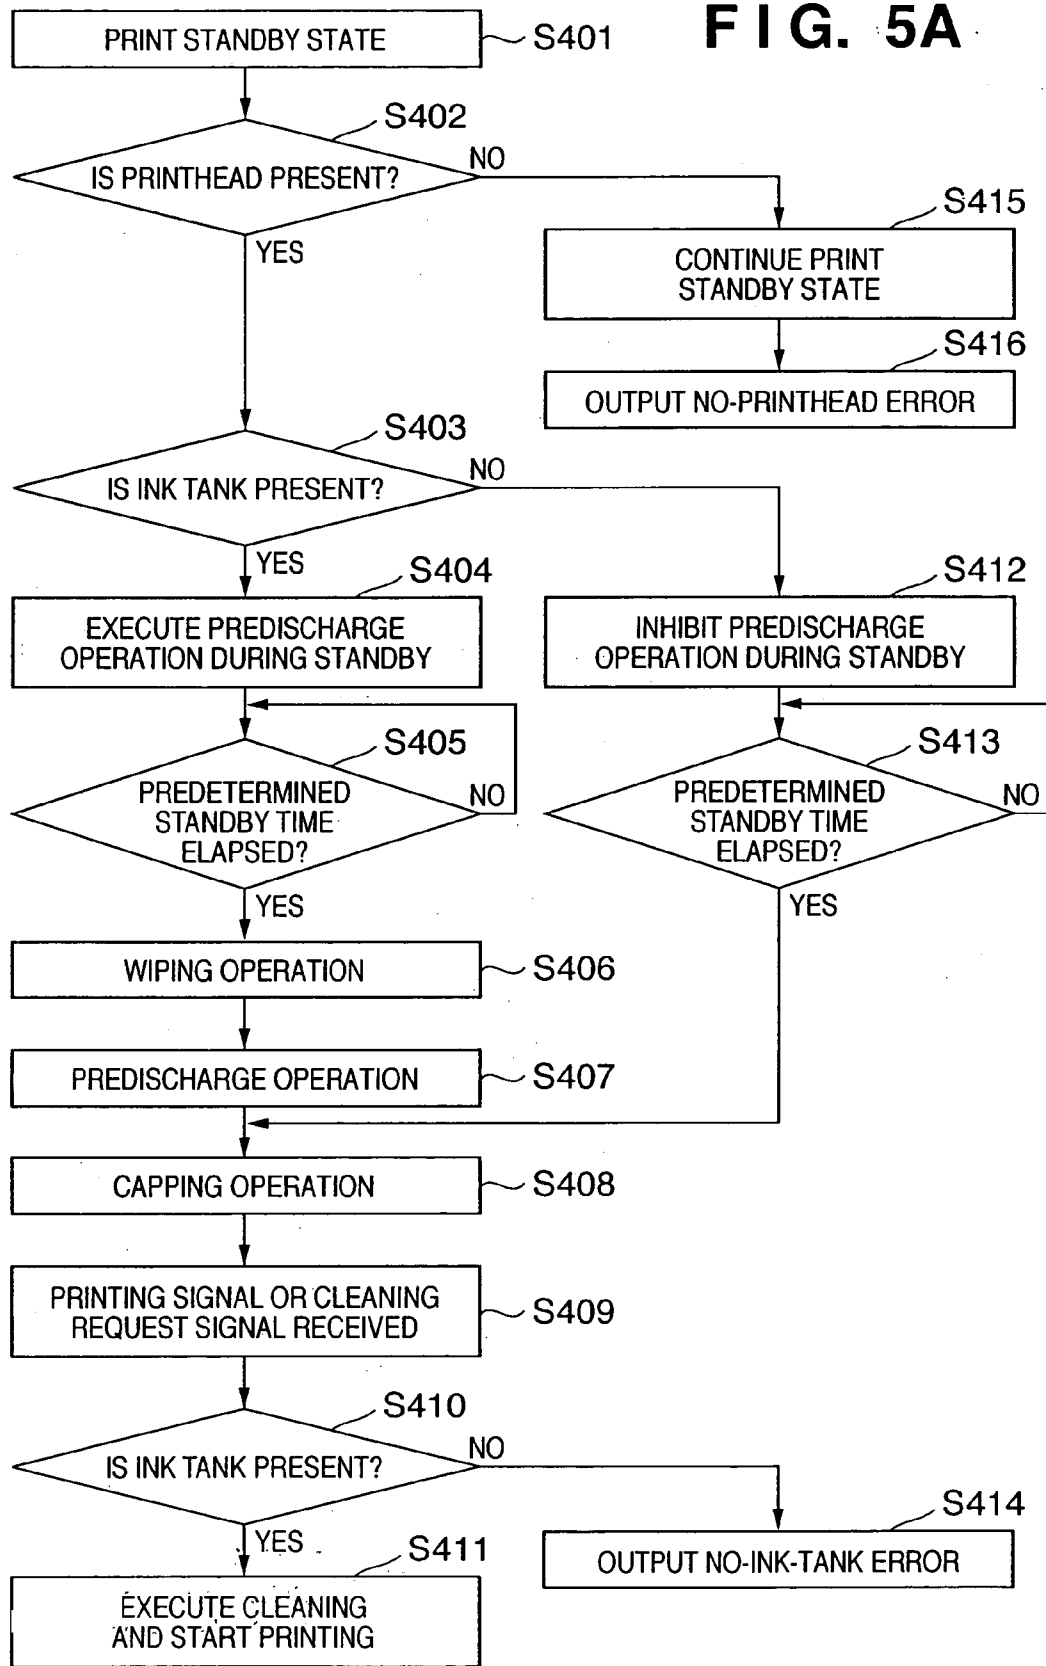 FIG. 5A
PRINT STANDBY STATE
S401
S402
IS PRINTHEAD PRESENT?
NO
YES
S415
CONTINUE PRINT
STANDBY STATE
S416
OUTPUT NO-PRINTHEAD ERROR
S403
IS INK TANK PRESENT?
NO
YES
S404
EXECUTE PREDISCHARGE
OPERATION DURING STANDBY
S412
INHIBIT PREDISCHARGE
OPERATION DURING STANDBY
S405
PREDETERMINED
STANDBY TIME
ELAPSED?
NO
YES
S413
PREDETERMINED
STANDBY TIME
ELAPSED?
NO
YES
WIPING OPERATION
S406
PREDISCHARGE OPERATION
S407
CAPPING OPERATION
S408
PRINTING SIGNAL OR CLEANING
REQUEST SIGNAL RECEIVED
S409
S410
IS INK TANK PRESENT?
NO
YES
S414
OUTPUT NO-INK-TANK ERROR
S411
EXECUTE CLEANING
AND START PRINTING